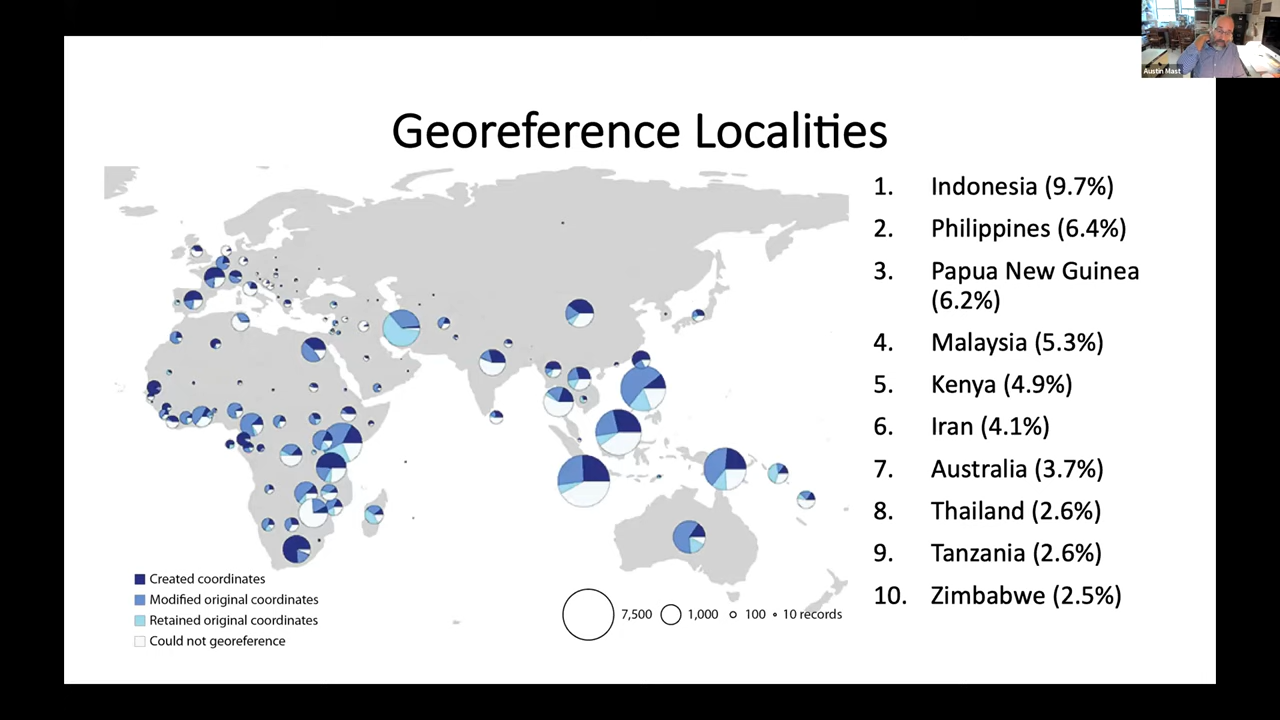 Austin Mast
Georeference Localities
1. Indonesia (9.7%)
2. Philippines (6.4%)
3. Papua New Guinea
(6.2%)
4. Malaysia (5.3%)
5. Kenya (4.9%)
6. Iran (4.1%)
7. Australia (3.7%)
8. Thailand (2.6%)
9. Tanzania (2.6%)
10. Zimbabwe (2.5%)
Created coordinates
Modified original coordinates
Retained original coordinates
Could not georeference
7,500 1,000 100 10 records